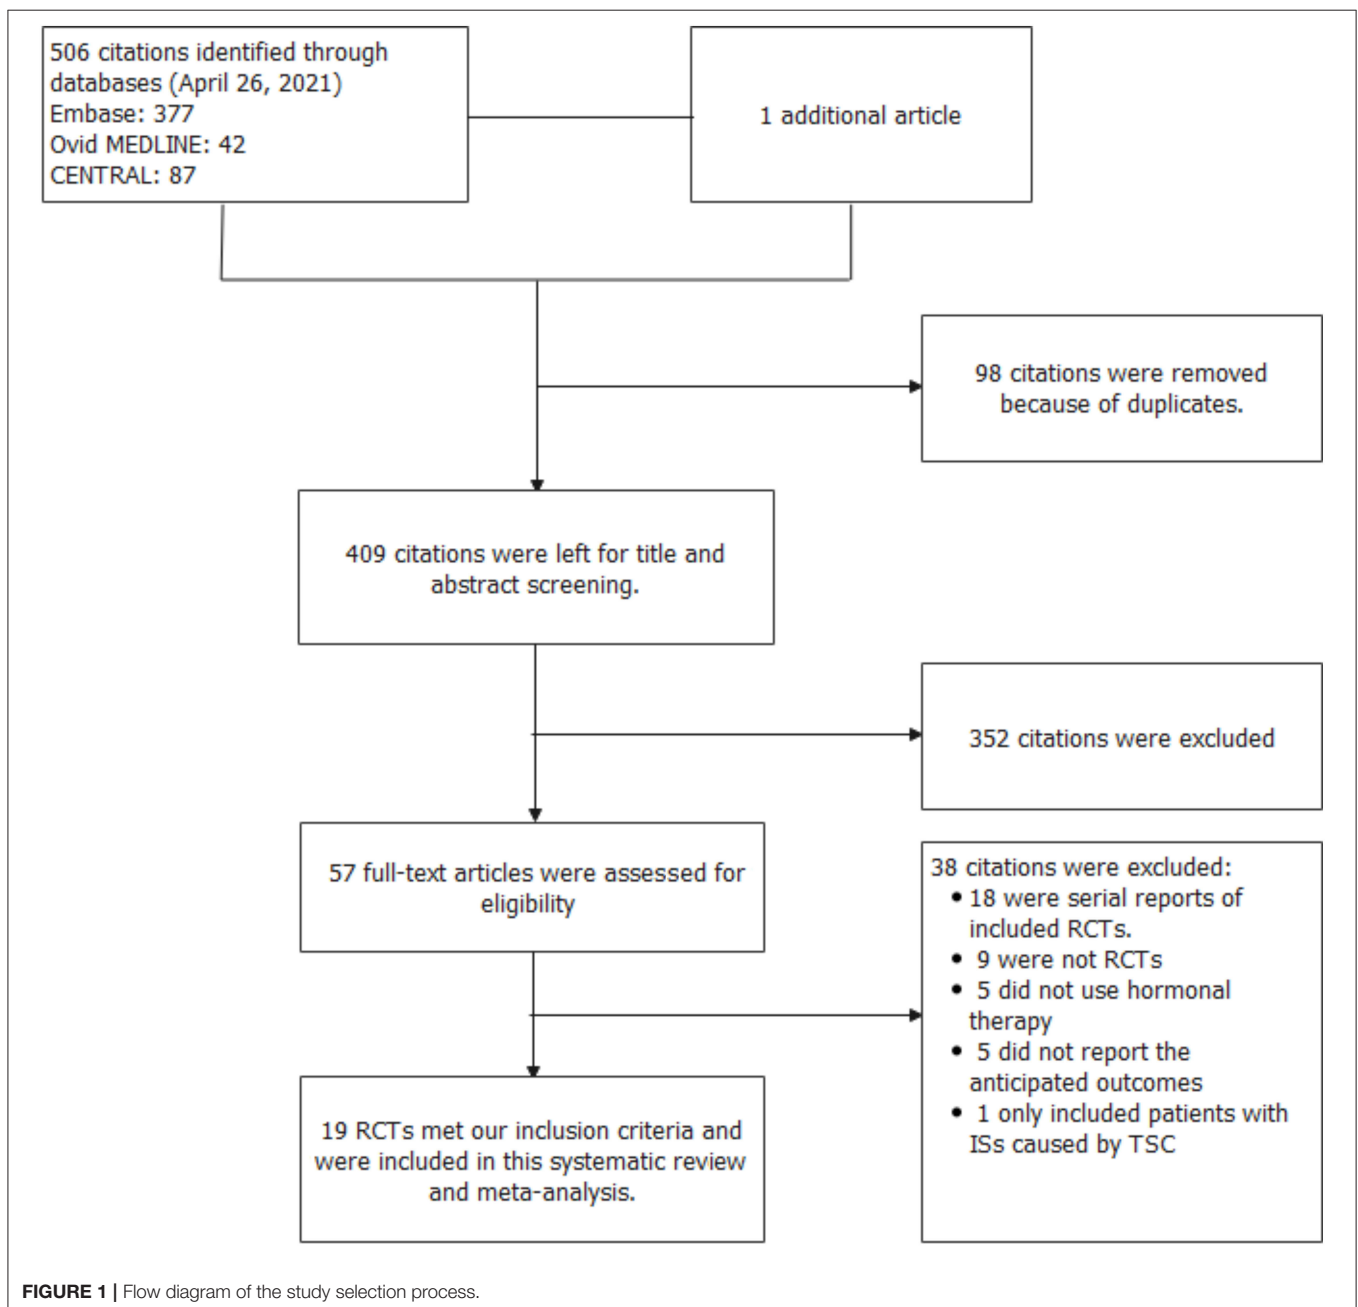 506 citations identified through
databases (April 26, 2021)
Embase: 377
Ovid MEDLINE: 42
CENTRAL: 87
1 additional article
98 citations were removed
because of duplicates.
409 citations were left for title and
abstract screening.
352 citations were excluded
57 full-text articles were assessed for
eligibility
38 citations were excluded:
• 18 were serial reports of
included RCTs.
• 9 were not RCTs
• 5 did not use hormonal
therapy
• 5 did not report the
anticipated outcomes
• 1 only included patients with
ISs caused by TSC
19 RCTs met our inclusion criteria and
were included in this systematic review
and meta-analysis.
FIGURE 1 | Flow diagram of the study selection process.